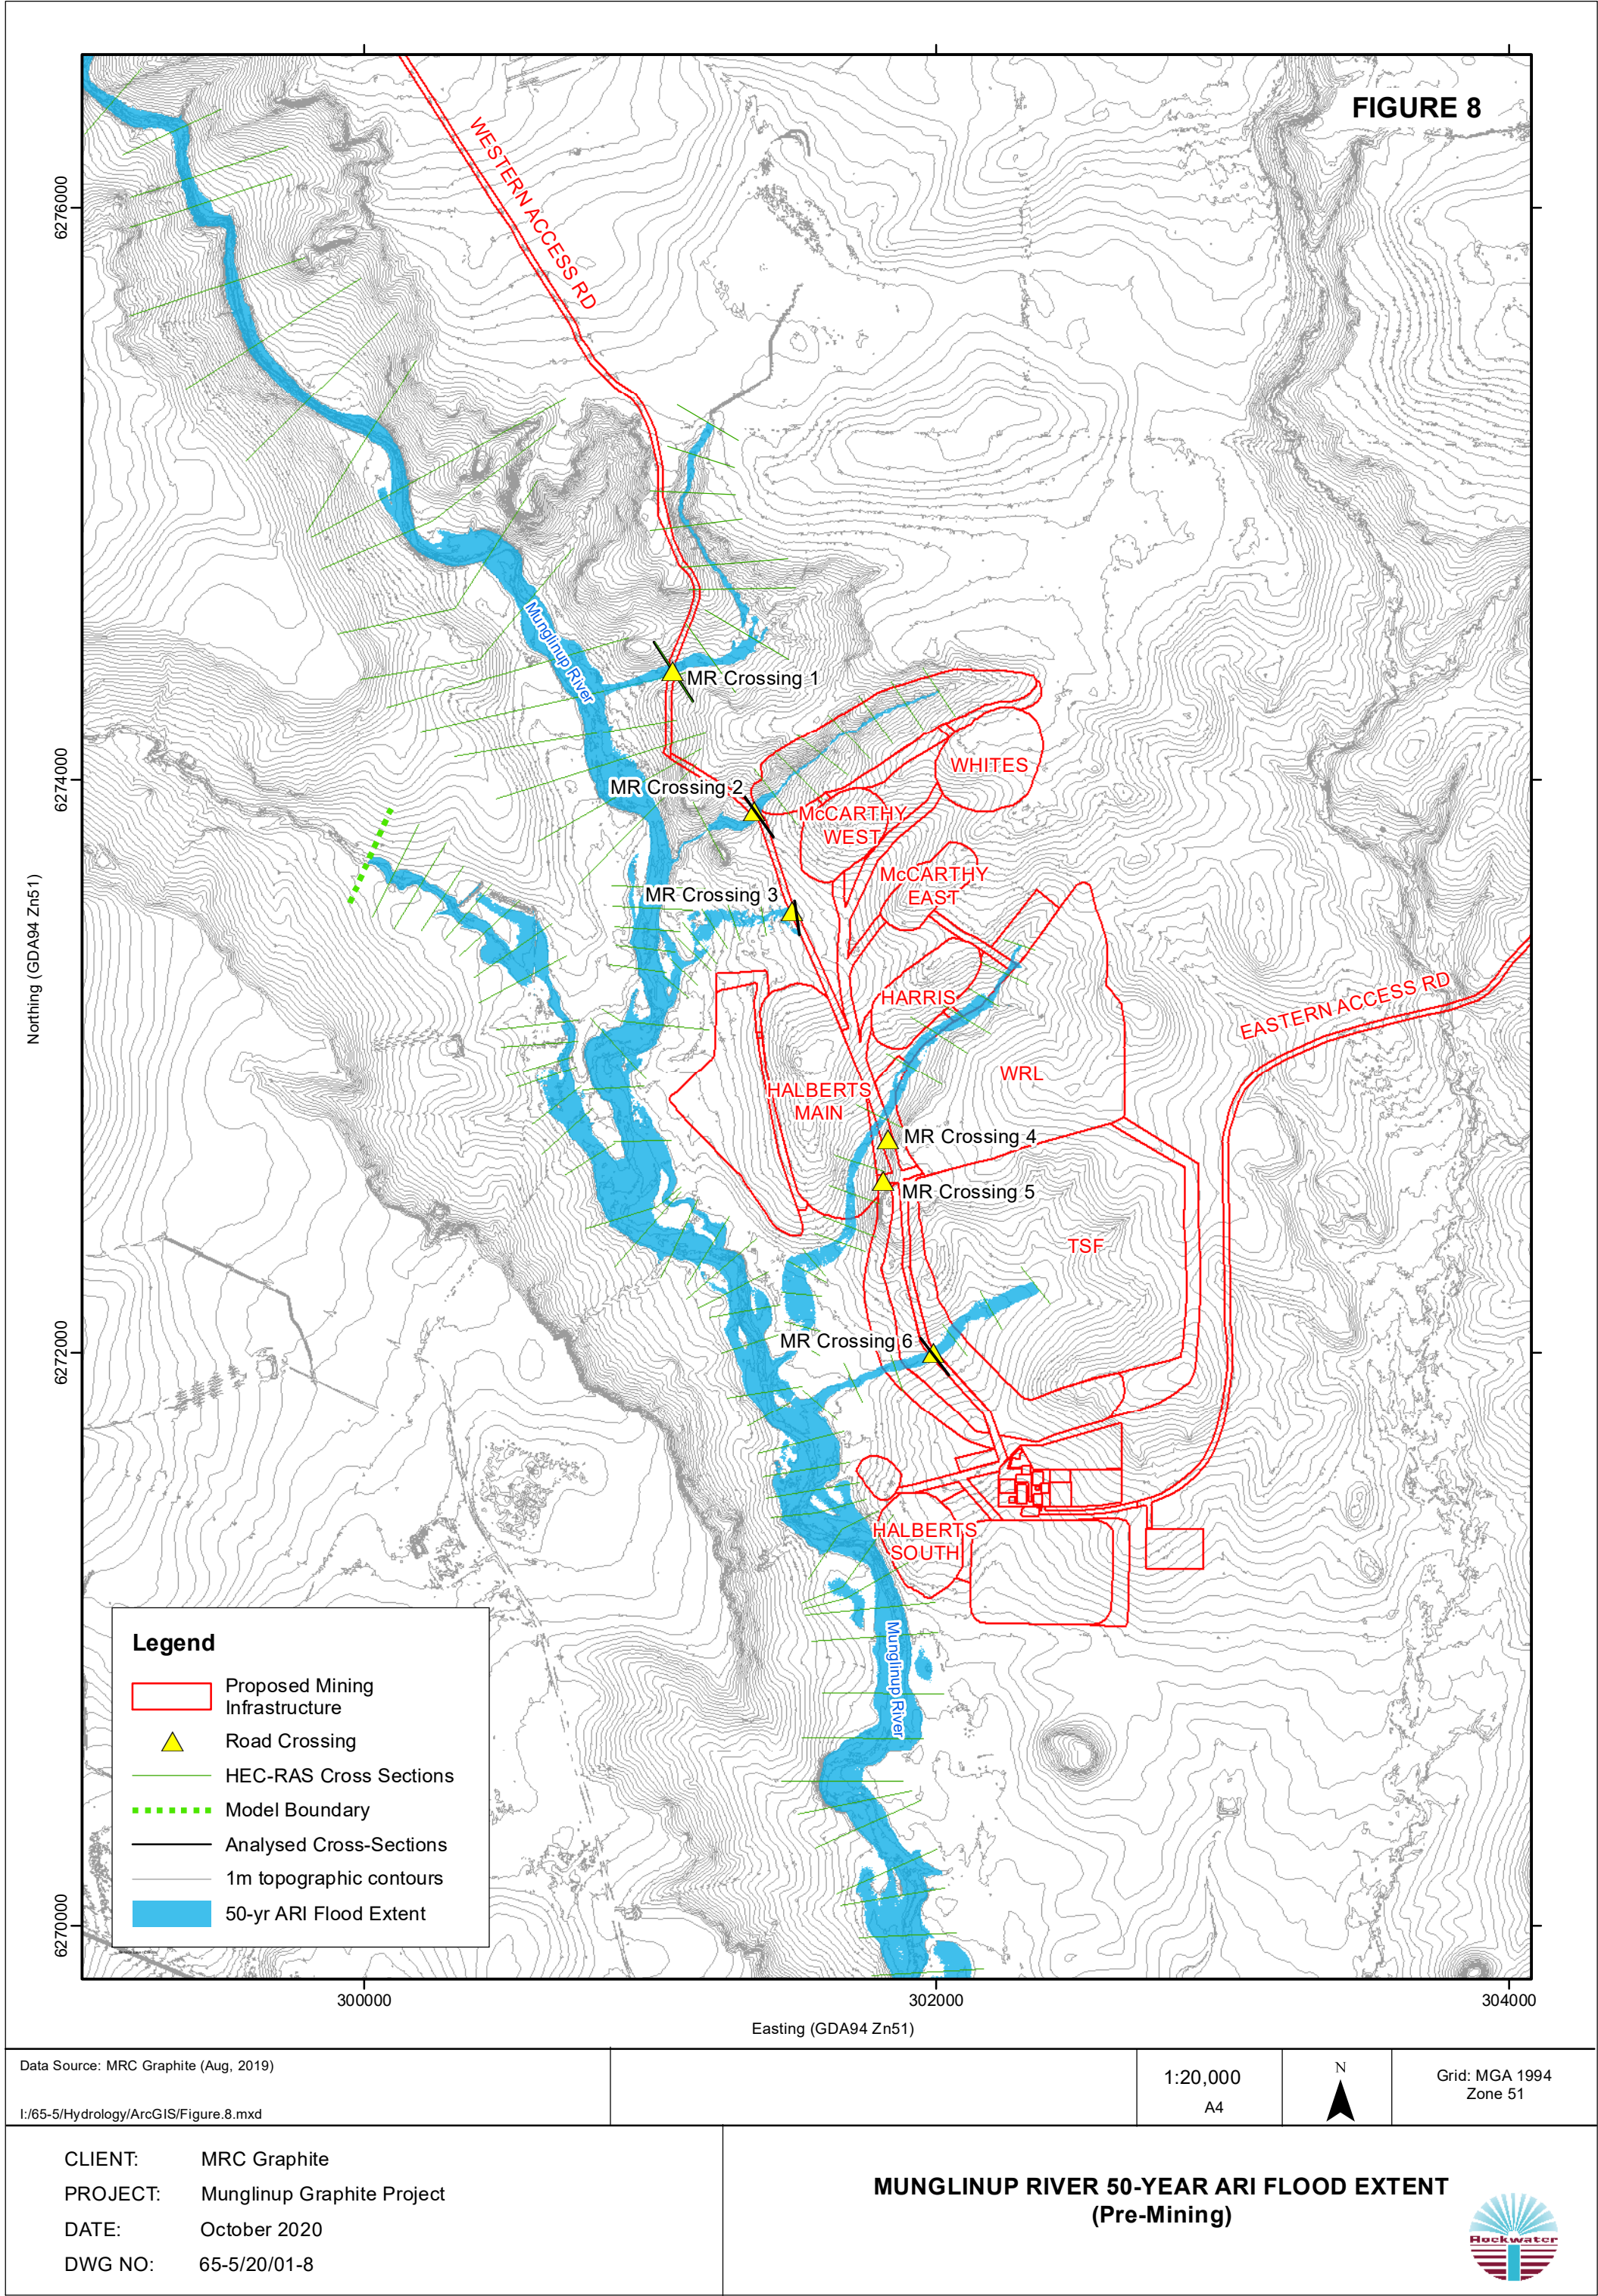 FIGURE 8
WESTERN ACCESS RD
6276000
Munglinup River
MR Crossing 1
WHITES
6274000
MR Crossing 2
McCARTHY
WEST
McCARTHY
EAST
MR Crossing 3
HARRIS
EASTERN ACCESS RD
Northing (GDA94 Zn51)
WRL
HALBERTS
MAIN
MR Crossing 4
MR Crossing 5
TSF
6272000
MR Crossing 6
HALBERTS
SOUTH
Munglinup River
Legend
Proposed Mining
Infrastructure
Road Crossing
HEC-RAS Cross Sections
Model Boundary
Analysed Cross-Sections
1m topographic contours
50-yr ARI Flood Extent
6270000
300000
302000
304000
Easting (GDA94 Zn51)
Data Source: MRC Graphite (Aug, 2019)
I:/65-5/Hydrology/ArcGIS/Figure.8.mxd
1:20,000
A4
N
Grid: MGA 1994
Zone 51
CLIENT: MRC Graphite
PROJECT: Munglinup Graphite Project
DATE: October 2020
DWG NO: 65-5/20/01-8
MUNGLINUP RIVER 50-YEAR ARI FLOOD EXTENT
(Pre-Mining)
Rockwater